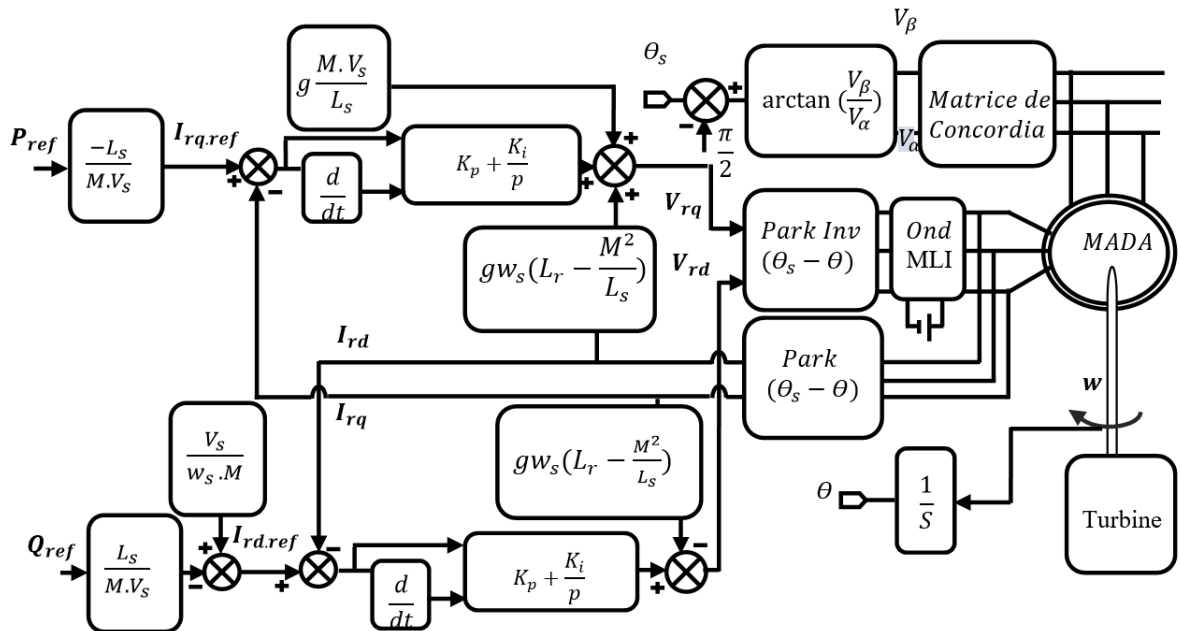 V_β
θ_s
g M.V_s / L_s
+
−
π/2
arctan (V_β / V_α)
Matrice de
Concordia
V_α
P_ref
−L_s / M.V_s
I_rq.ref
+
−
d/dt
K_p + K_i / p
+
+
+
V_rq
V_rd
gw_s(L_r − M² / L_s)
Park Inv
(θ_s − θ)
Ond
MLI
MADA
I_rd
Park
(θ_s − θ)
w
I_rq
V_s / w_s.M
gw_s(L_r − M² / L_s)
θ
1/S
Turbine
Q_ref
L_s / M.V_s
+
−
I_rd.ref
+
−
d/dt
K_p + K_i / p
+
−